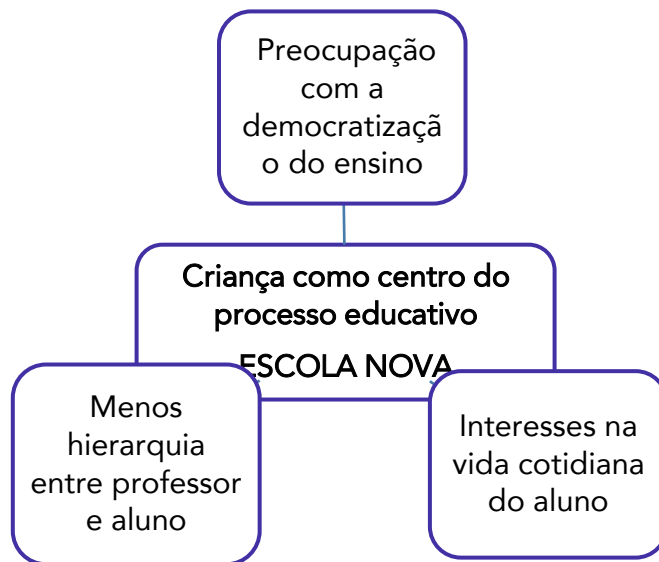 Preocupação
com a
democratizaçã
o do ensino
Criança como centro do
processo educativo
ESCOLA NOVA
Menos
hierarquia
entre professor
e aluno
Interesses na
vida cotidiana
do aluno